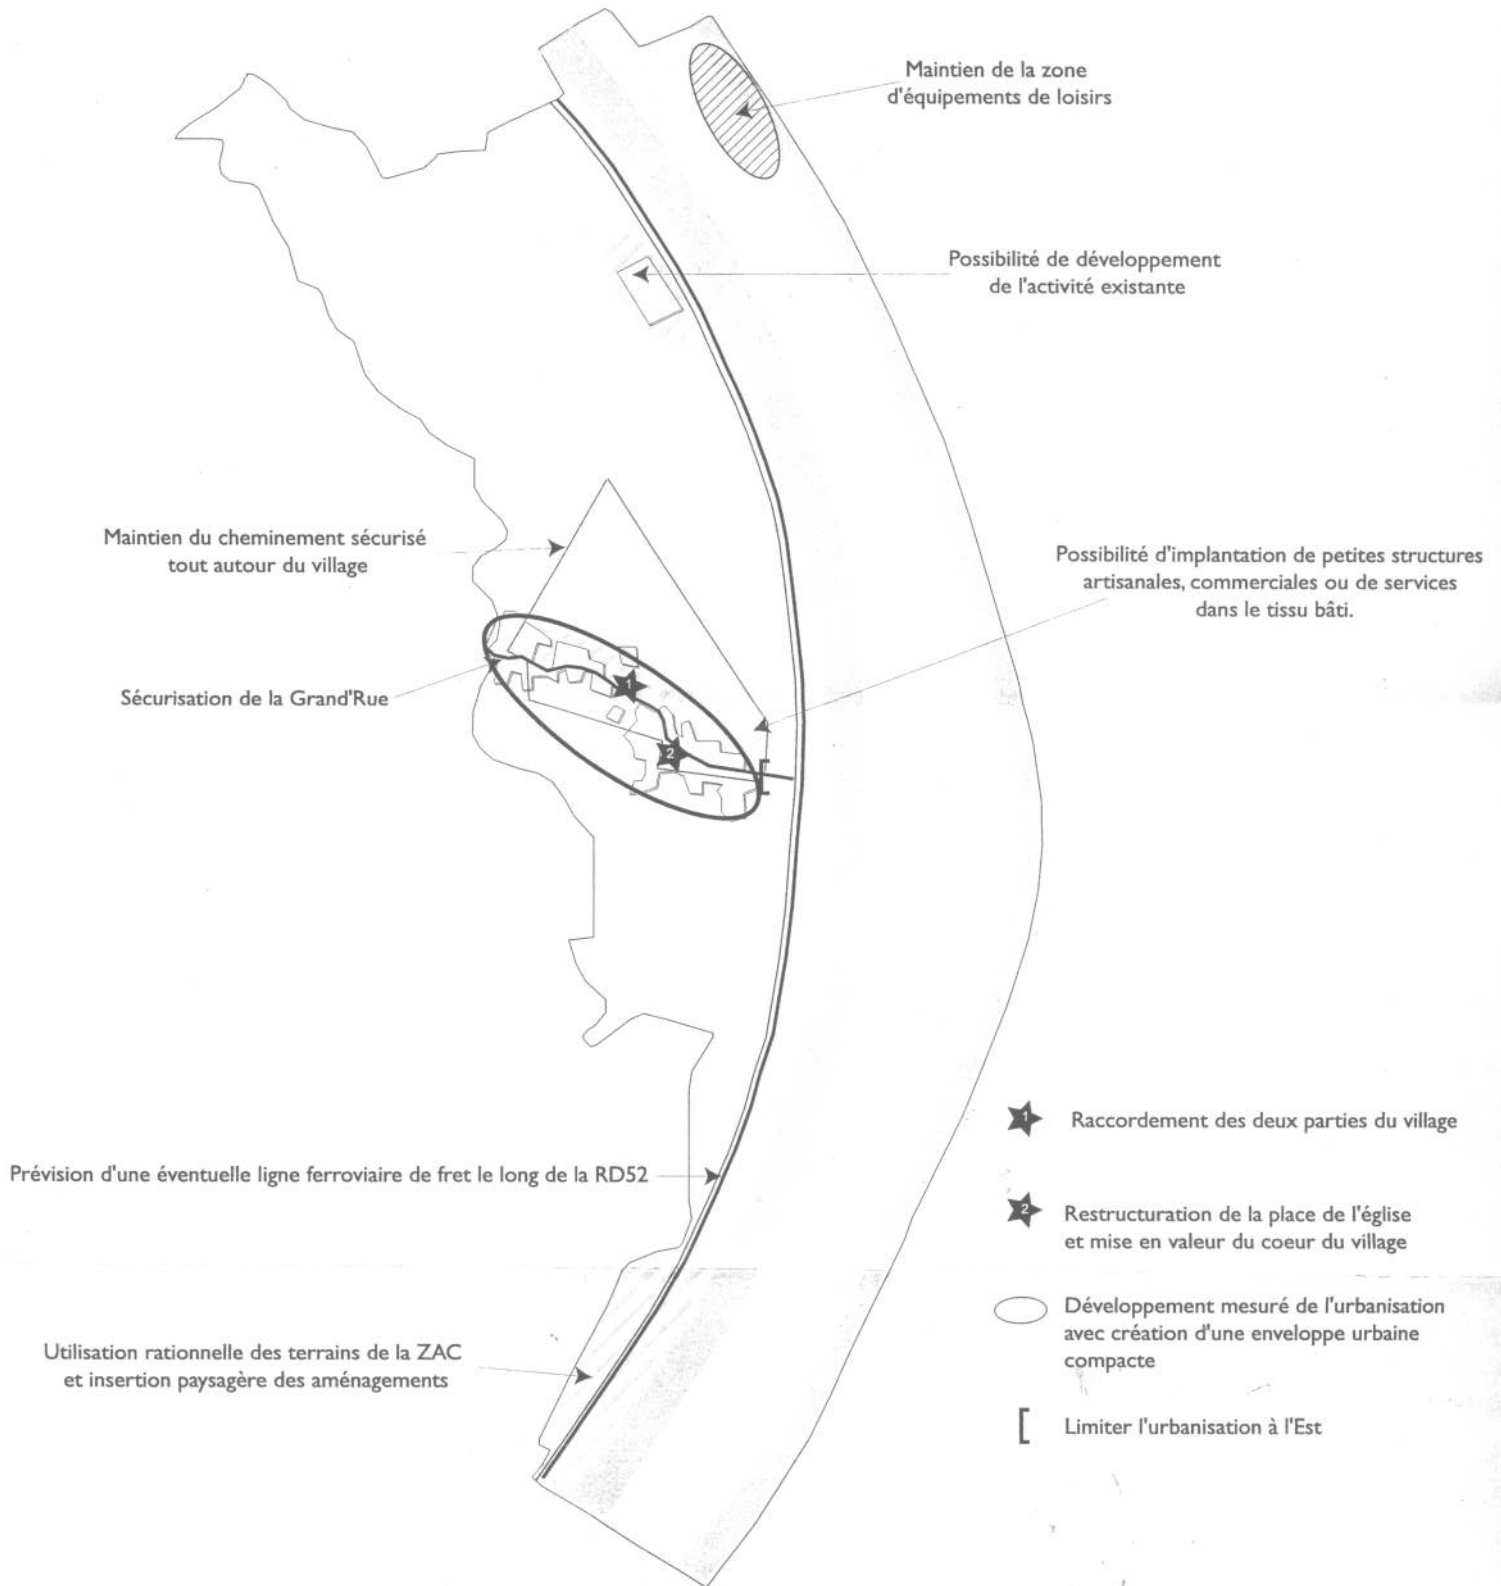 Maintien de la zone
d'équipements de loisirs
Possibilité de développement
de l'activité existante
Maintien du cheminement sécurisé
tout autour du village
Possibilité d'implantation de petites structures
artisanales, commerciales ou de services
dans le tissu bâti.
Sécurisation de la Grand'Rue
1
2
Prévision d'une éventuelle ligne ferroviaire de fret le long de la RD52
Utilisation rationnelle des terrains de la ZAC
et insertion paysagère des aménagements
1 Raccordement des deux parties du village
2 Restructuration de la place de l'église
et mise en valeur du coeur du village
Développement mesuré de l'urbanisation
avec création d'une enveloppe urbaine
compacte
Limiter l'urbanisation à l'Est